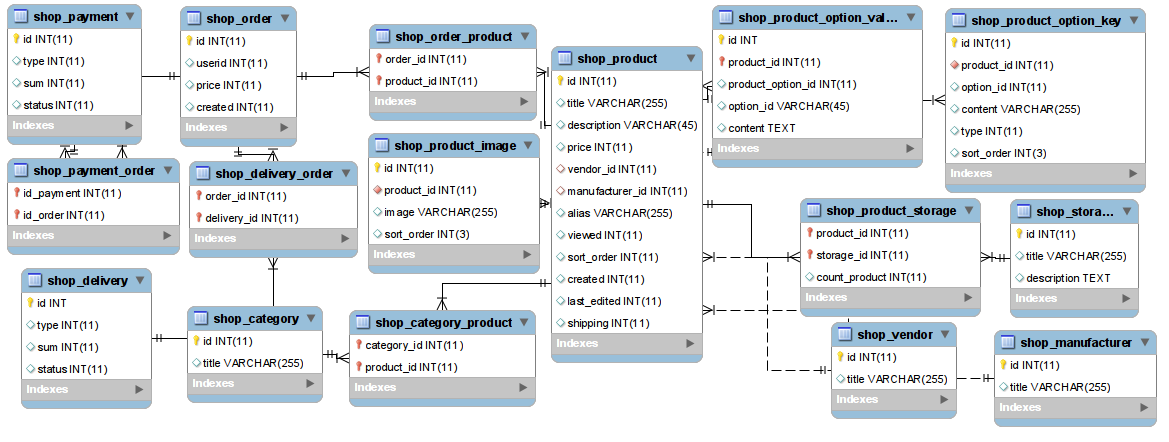 shop_payment
id INT(11)
type INT(11)
sum INT(11)
status INT(11)
Indexes
shop_order
id INT(11)
userid INT(11)
price INT(11)
created INT(11)
Indexes
shop_order_product
order_id INT(11)
product_id INT(11)
Indexes
shop_product
id INT(11)
title VARCHAR(255)
description VARCHAR(45)
price INT(11)
vendor_id INT(11)
manufacturer_id INT(11)
alias VARCHAR(255)
viewed INT(11)
sort_order INT(11)
created INT(11)
last_edited INT(11)
shipping INT(11)
Indexes
shop_product_option_val...
id INT
product_id INT(11)
product_option_id INT(11)
option_id VARCHAR(45)
content TEXT
Indexes
shop_product_option_key
id INT(11)
product_id INT(11)
option_id INT(11)
content VARCHAR(255)
type INT(11)
sort_order INT(3)
Indexes
shop_payment_order
id_payment INT(11)
id_order INT(11)
Indexes
shop_delivery_order
order_id INT(11)
delivery_id INT(11)
Indexes
shop_product_image
id INT(11)
product_id INT(11)
image VARCHAR(255)
sort_order INT(3)
Indexes
shop_product_storage
product_id INT(11)
storage_id INT(11)
count_product INT(11)
Indexes
shop_stora...
id INT(11)
title VARCHAR(255)
description TEXT
Indexes
shop_delivery
id INT
type INT(11)
sum INT(11)
status INT(11)
Indexes
shop_category
id INT(11)
title VARCHAR(255)
Indexes
shop_category_product
category_id INT(11)
product_id INT(11)
Indexes
shop_vendor
id INT(11)
title VARCHAR(255)
Indexes
shop_manufacturer
id INT(11)
title VARCHAR(255)
Indexes